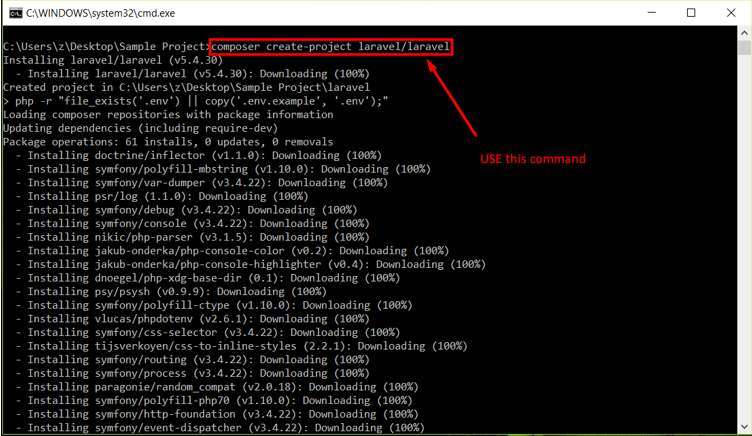 C:\WINDOWS\system32\cmd.exe
C:\Users\z\Desktop\Sample Project>composer create-project laravel/laravel
Installing laravel/laravel (v5.4.30)
  - Installing laravel/laravel (v5.4.30): Downloading (100%)
Created project in C:\Users\z\Desktop\Sample Project\laravel
> php -r "file_exists('.env') || copy('.env.example', '.env');"
Loading composer repositories with package information
Updating dependencies (including require-dev)
Package operations: 61 installs, 0 updates, 0 removals
  - Installing doctrine/inflector (v1.1.0): Downloading (100%)
  - Installing symfony/polyfill-mbstring (v1.10.0): Downloading (100%)
  - Installing symfony/var-dumper (v3.4.22): Downloading (100%)
USE this command
  - Installing psr/log (1.1.0): Downloading (100%)
  - Installing symfony/debug (v3.4.22): Downloading (100%)
  - Installing symfony/console (v3.4.22): Downloading (100%)
  - Installing nikic/php-parser (v3.1.5): Downloading (100%)
  - Installing jakub-onderka/php-console-color (v0.2): Downloading (100%)
  - Installing jakub-onderka/php-console-highlighter (v0.4): Downloading (100%)
  - Installing dnoegel/php-xdg-base-dir (0.1): Downloading (100%)
  - Installing psy/psysh (v0.9.9): Downloading (100%)
  - Installing symfony/polyfill-ctype (v1.10.0): Downloading (100%)
  - Installing vlucas/phpdotenv (v2.6.1): Downloading (100%)
  - Installing symfony/css-selector (v3.4.22): Downloading (100%)
  - Installing tijsverkoyen/css-to-inline-styles (2.2.1): Downloading (100%)
  - Installing symfony/routing (v3.4.22): Downloading (100%)
  - Installing symfony/process (v3.4.22): Downloading (100%)
  - Installing paragonie/random_compat (v2.0.18): Downloading (100%)
  - Installing symfony/polyfill-php70 (v1.10.0): Downloading (100%)
  - Installing symfony/http-foundation (v3.4.22): Downloading (100%)
  - Installing symfony/event-dispatcher (v3.4.22): Downloading (100%)